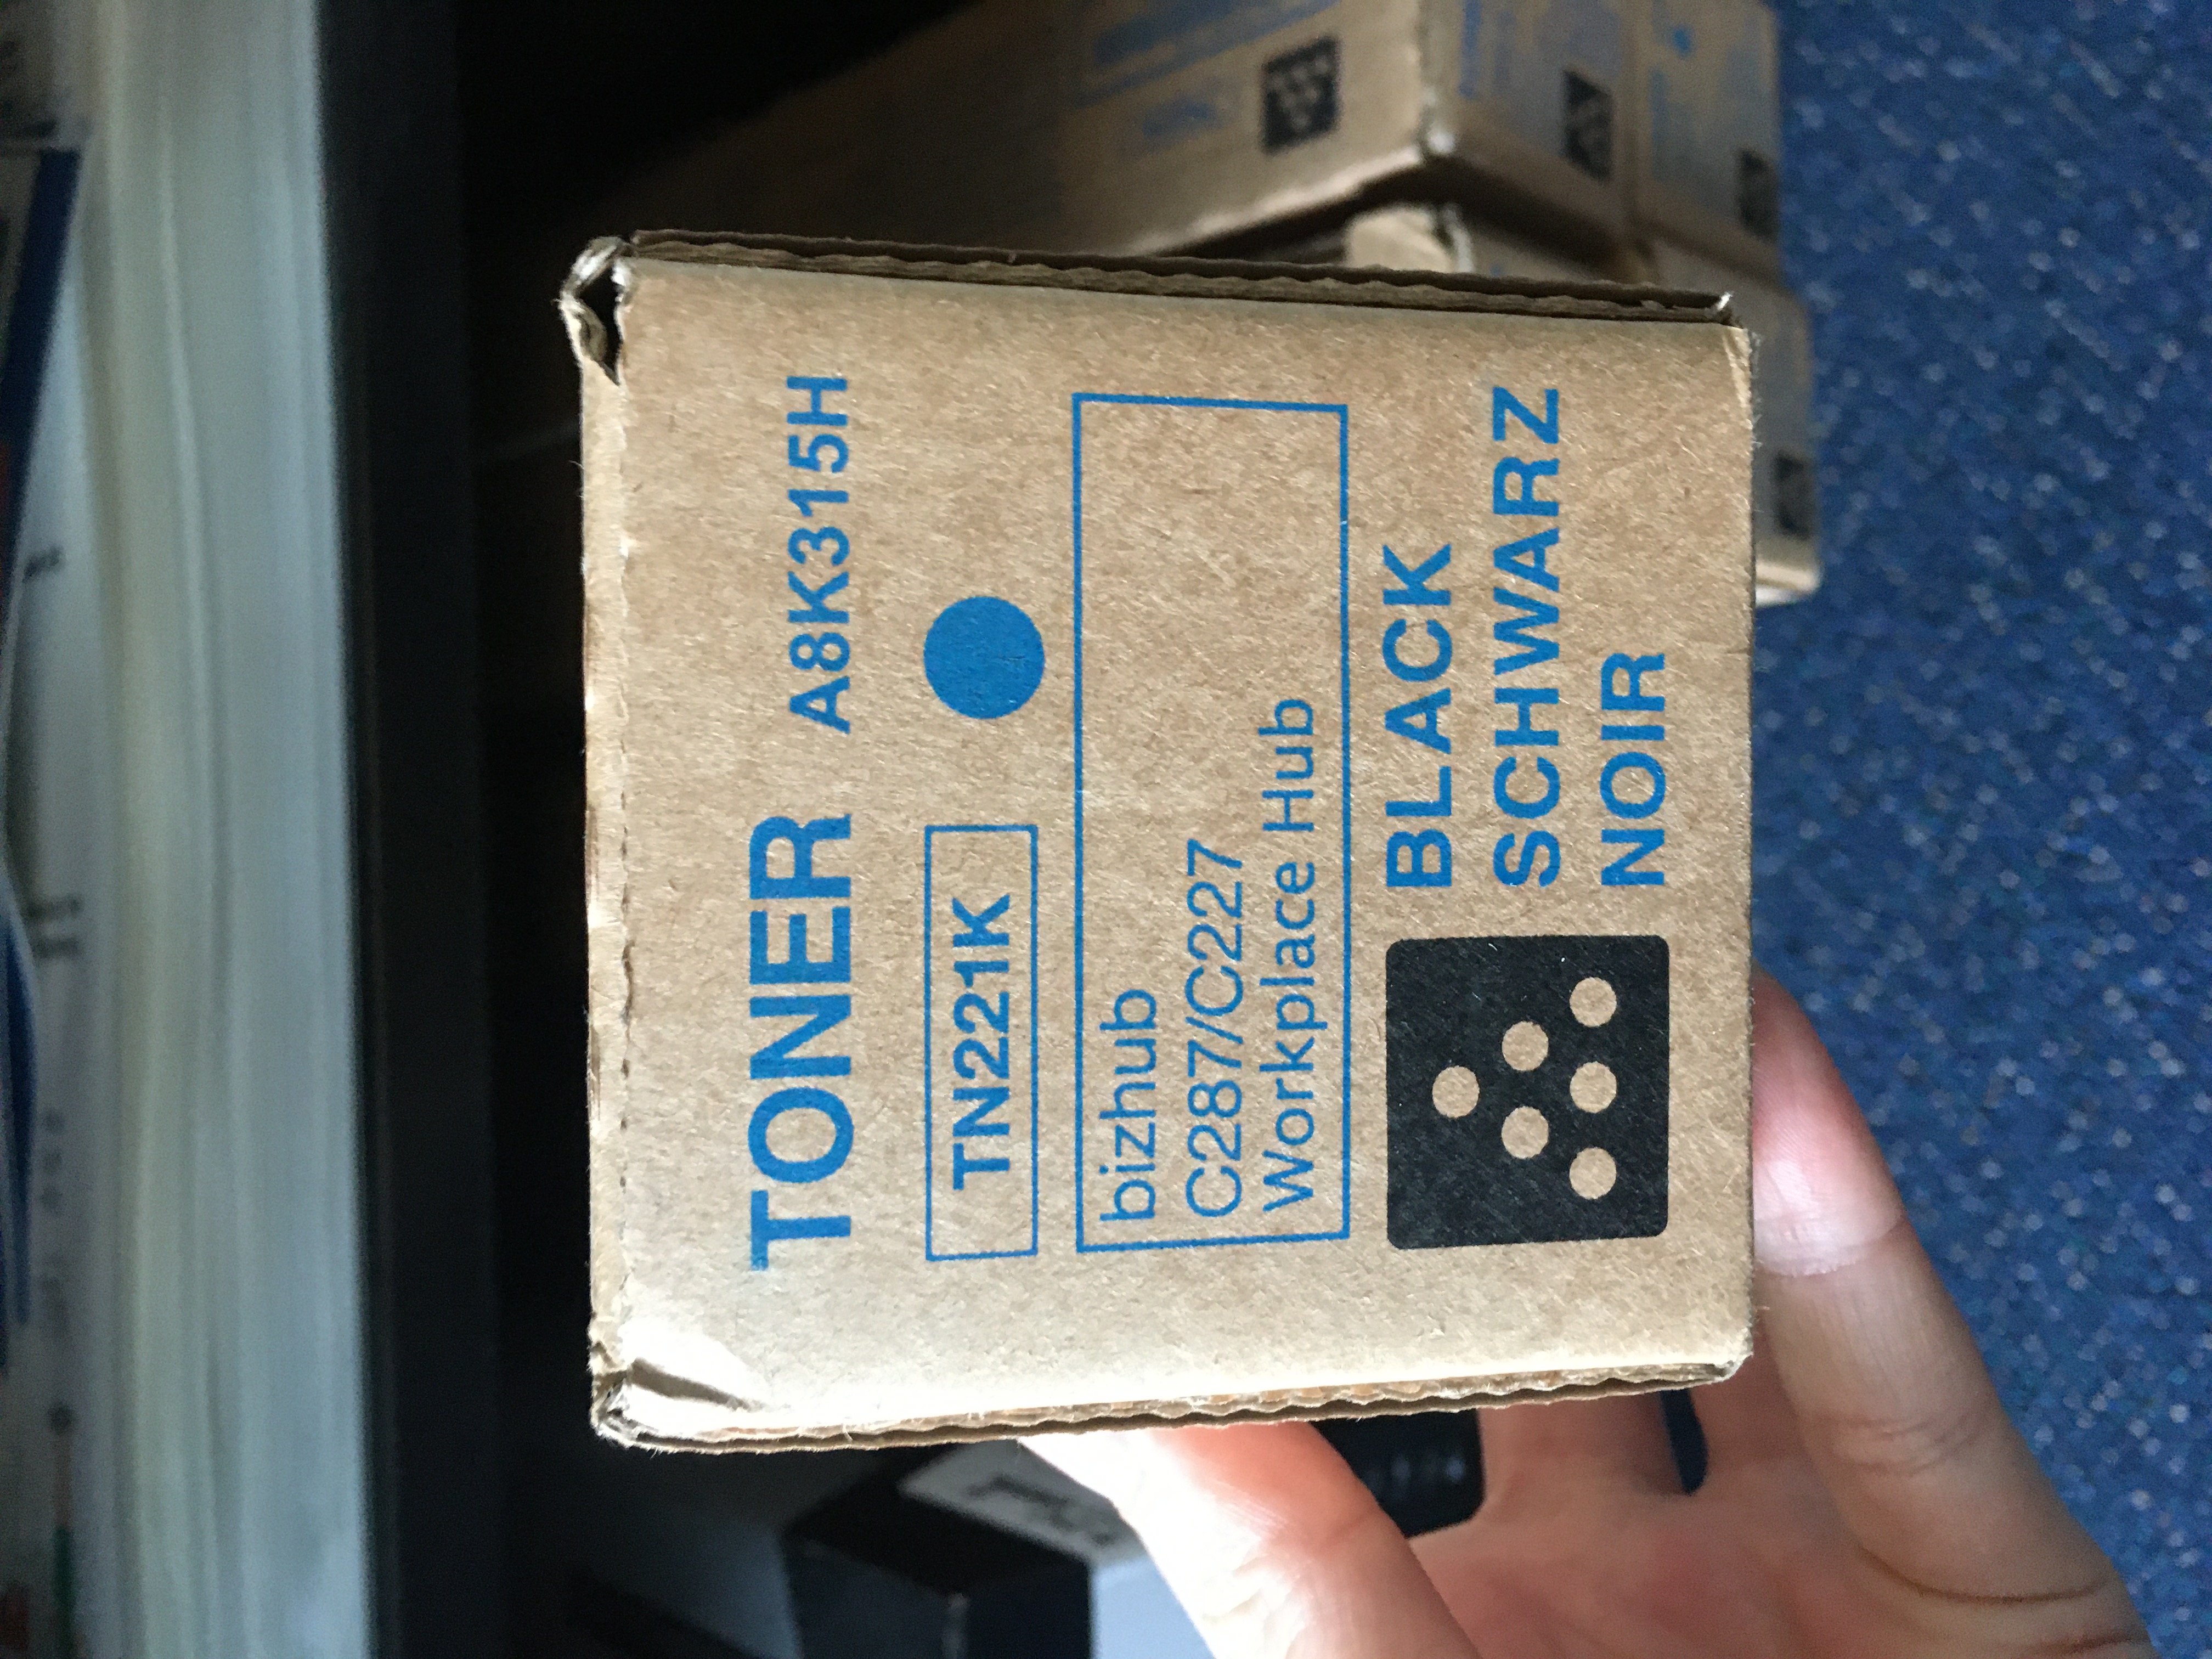 TONER A8K315H
TN221K
bizhub
C287/C227
Workplace Hub
BLACK
SCHWARZ
NOIR